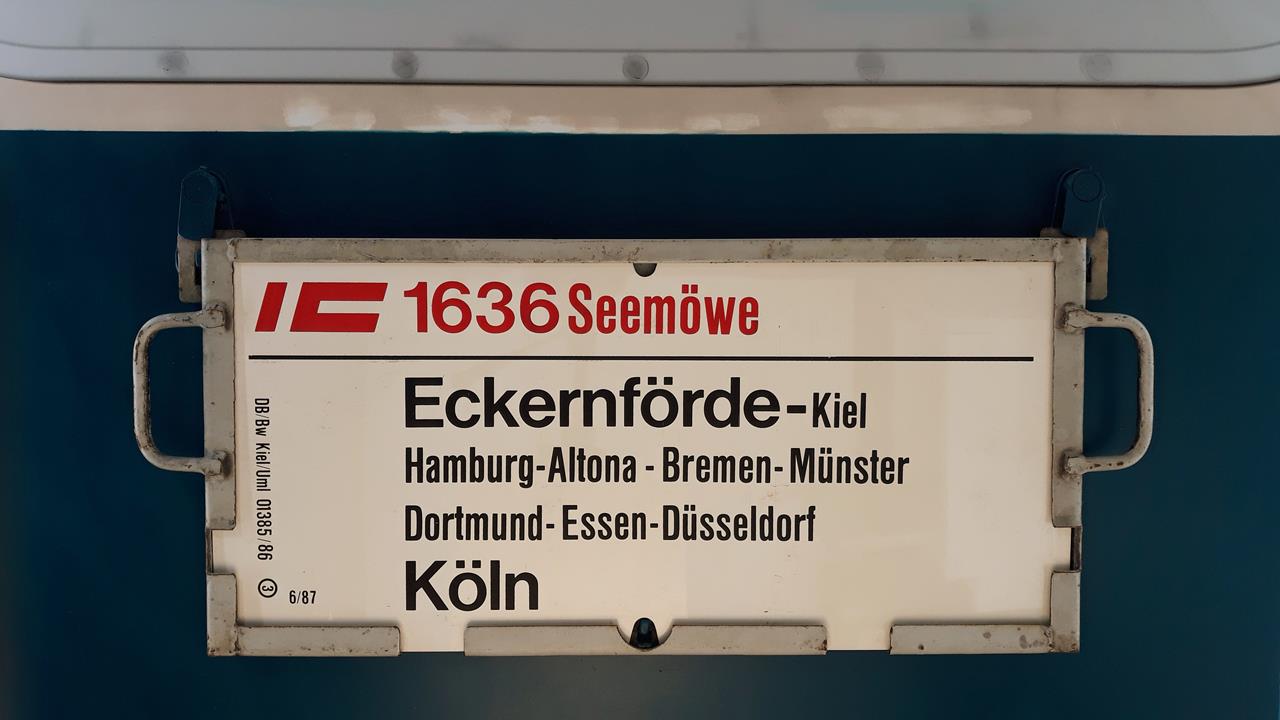 IC 1636 Seemöwe
Eckernförde-Kiel
Hamburg-Altona - Bremen- Münster
Dortmund- Essen-Düsseldorf
Köln
DB/Bw Kiel/Uml 01385/86 ③
6/87